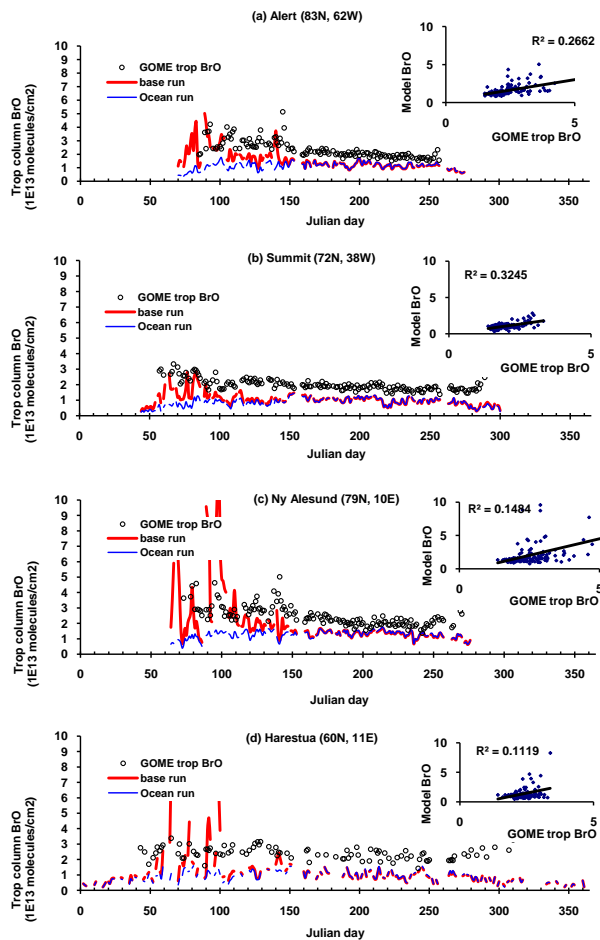 (a) Alert (83N, 62W)
10
9
8
7
6
5
4
3
2
1
0
Trop column BrO
(1E13 molecules/cm2)
GOME trop BrO
base run
Ocean run
0 50 100 150 200 250 300 350
Julian day
R² = 0.2662
10
5
0
Model BrO
0 5
GOME trop BrO
(b) Summit (72N, 38W)
10
9
8
7
6
5
4
3
2
1
0
Trop column BrO
(1E13 molecules/cm2)
GOME trop BrO
base run
Ocean run
0 50 100 150 200 250 300 350
Julian day
R² = 0.3245
10
5
0
Model BrO
0 5
GOME trop BrO
(c) Ny Alesund (79N, 10E)
10
9
8
7
6
5
4
3
2
1
0
Trop column BrO
(1E13 molecules/cm2)
GOME trop BrO
base run
Ocean run
0 50 100 150 200 250 300 350
Julian day
R² = 0.1484
10
5
0
Model BrO
0 5
GOME trop BrO
(d) Harestua (60N, 11E)
10
9
8
7
6
5
4
3
2
1
0
Trop column BrO
(1E13 molecules/cm2)
GOME trop BrO
base run
Ocean run
0 50 100 150 200 250 300 350
Julian day
R² = 0.1119
10
5
0
Model BrO
0 5
GOME trop BrO